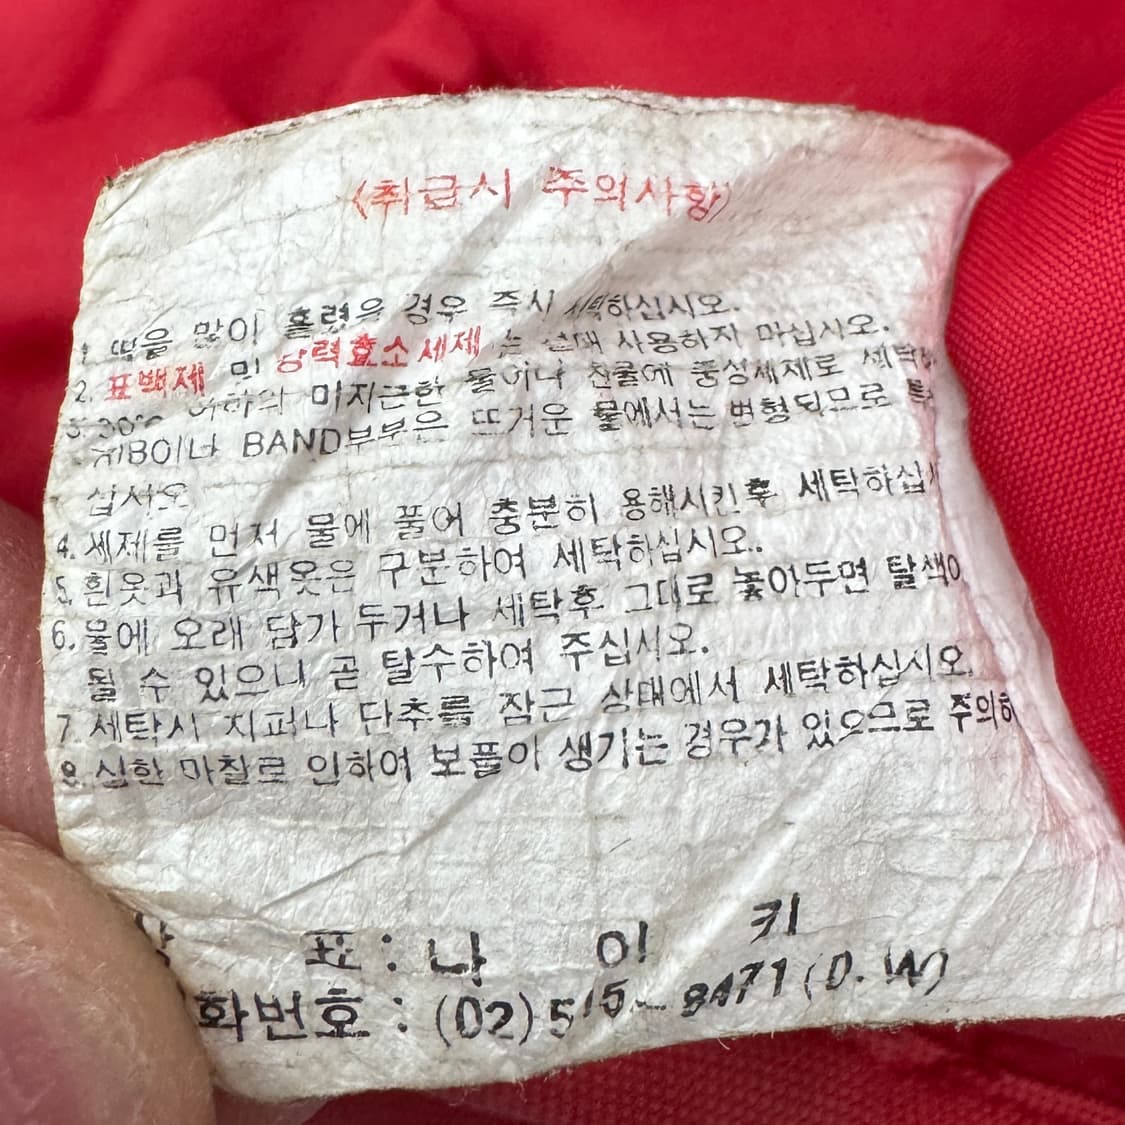 〈취급시 주의사항〉
1. 땀을 많이 흘렸을 경우 즉시 세탁하십시오.
2. 표백제 및 강력효소세제는 절대 사용하지 마십시오.
3. 30°c 이하의 미지근한 물이나 찬물에 중성세제로 세탁
BAND부분은 뜨거운 물에서는 변형되므로
십시오
4. 세제를 먼저 물에 풀어 충분히 용해시킨후 세탁하십
5. 흰옷과 유색옷은 구분하여 세탁하십시오.
6. 물에 오래 담가 두거나 세탁후 그대로 놓아두면 탈색이
될 수 있으니 곧 탈수하여 주십시오.
7. 세탁시 지퍼나 단추를 잠근 상태에서 세탁하십시오.
8. 심한 마찰로 인하여 보풀이 생기는 경우가 있으므로 주의하
표 : 나 이 키
화번호 : (02) 515-8471 (D.W)